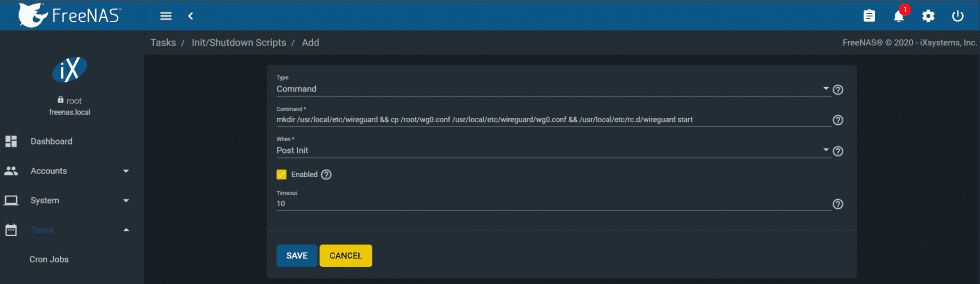 FreeNAS®
1
Tasks / Init/Shutdown Scripts / Add
FreeNAS® © 2020 - iXsystems, Inc.
iX
root
freenas.local
Dashboard
Accounts
System
Tasks
Cron Jobs
Type
Command
Command *
mkdir /usr/local/etc/wireguard && cp /root/wg0.conf /usr/local/etc/wireguard/wg0.conf && /usr/local/etc/rc.d/wireguard start
When *
Post Init
Enabled
Timeout
10
SAVE
CANCEL